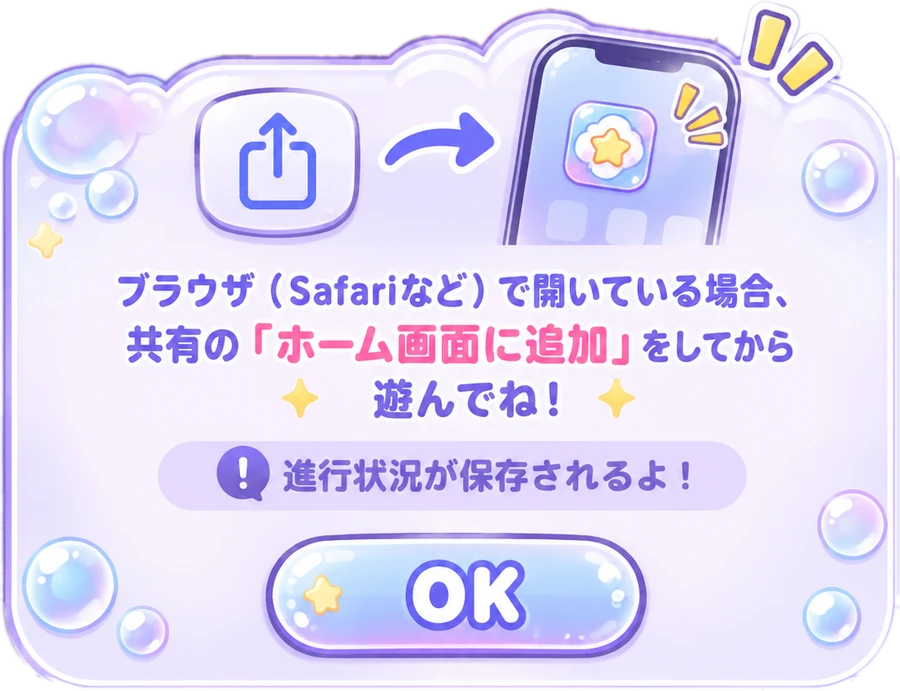 ブラウザ（Safariなど）で開いている場合、
共有の「ホーム画面に追加」をしてから
遊んでね！
! 進行状況が保存されるよ！
OK